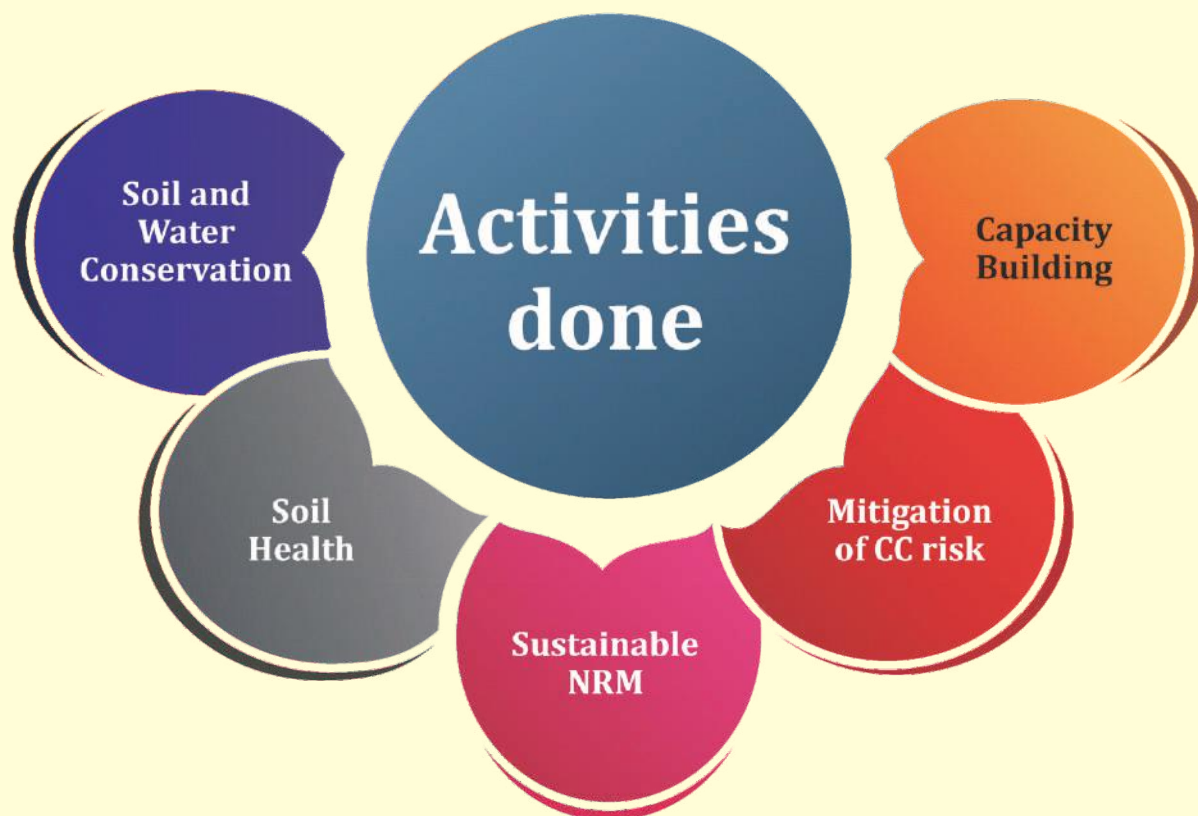 Activities
done
Soil and
Water
Conservation
Soil
Health
Sustainable
NRM
Mitigation
of CC risk
Capacity
Building